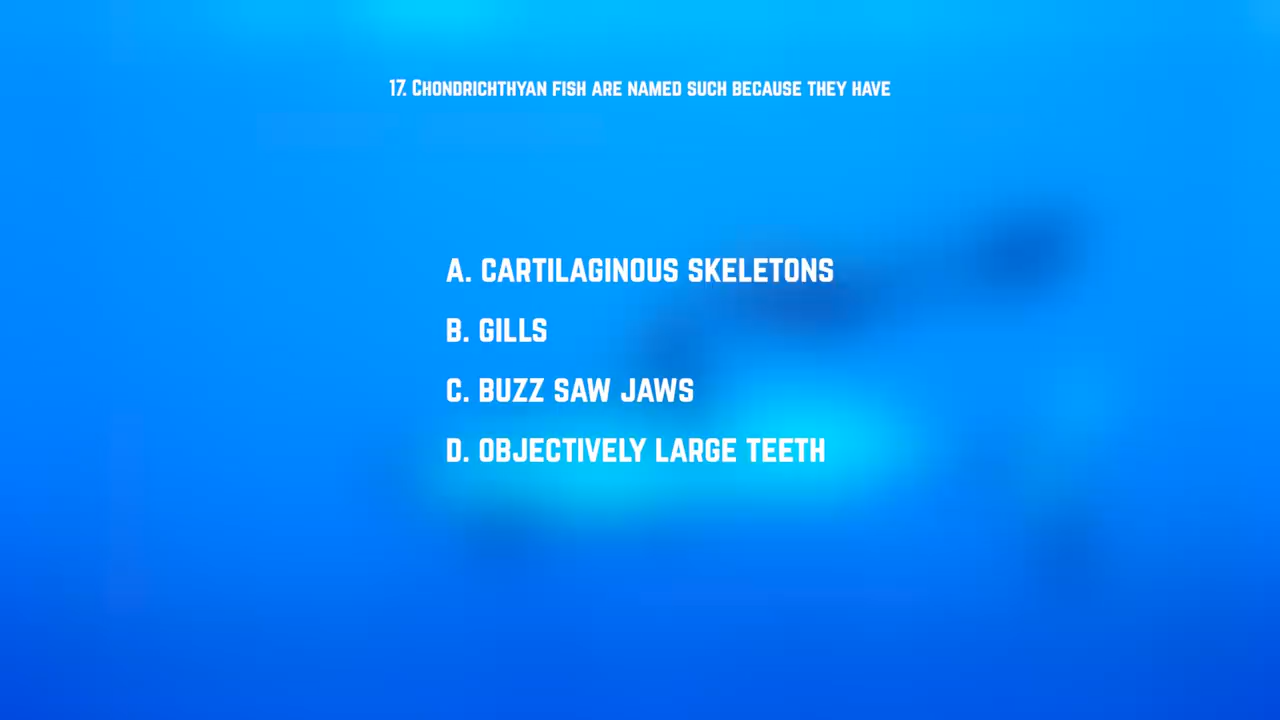 17. Chondrichthyan fish are named such because they have
A. CARTILAGINOUS SKELETONS
B. GILLS
C. BUZZ SAW JAWS
D. OBJECTIVELY LARGE TEETH